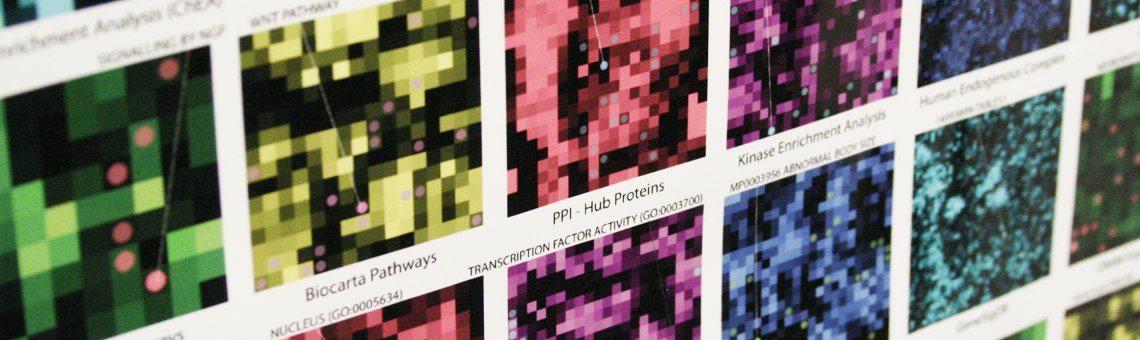 Enrichment Analysis (ChEA)
SIGNALLING BY NGF
WNT PATHWAY
Biocarta Pathways
NUCLEUS (GO:0005634)
PPI - Hub Proteins
TRANSCRIPTION FACTOR ACTIVITY (GO:0003700)
Kinase Enrichment Analysis
MP0003956 ABNORMAL BODY SIZE
Human Endogenous Complex
GeneSigDB